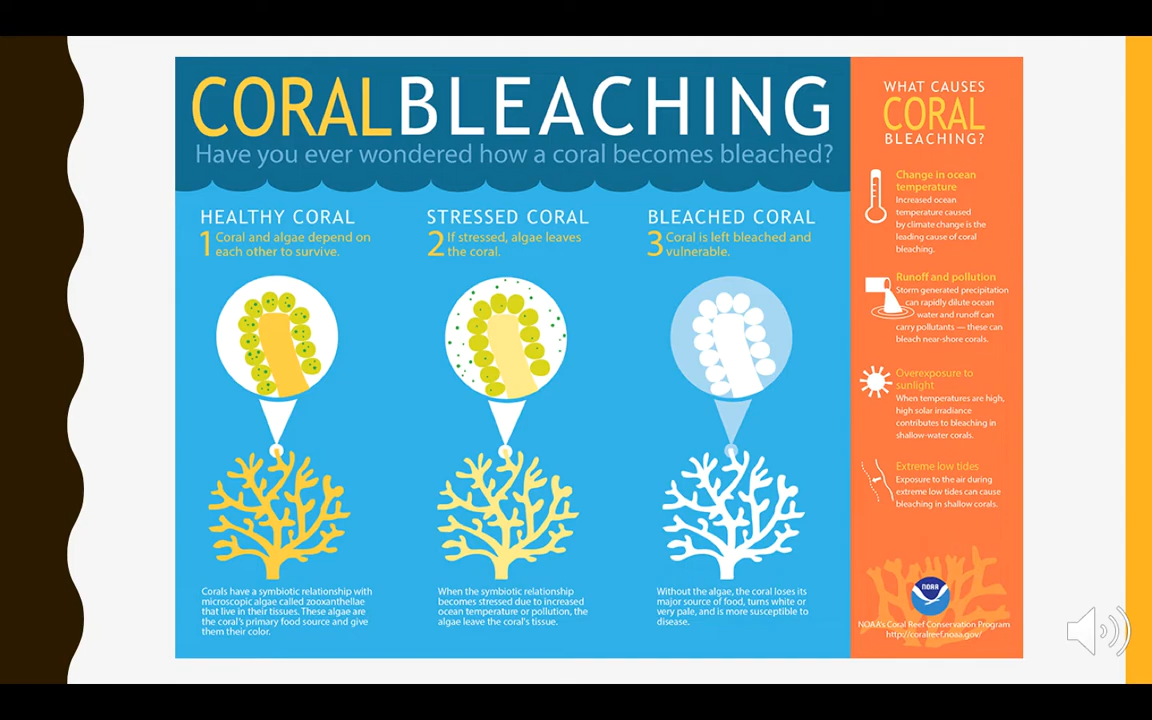 CORALBLEACHING
Have you ever wondered how a coral becomes bleached?
HEALTHY CORAL
1 Coral and algae depend on
each other to survive.
Corals have a symbiotic relationship with
microscopic algae called zooxanthellae
that live in their tissues. These algae are
the coral's primary food source and give
them their color.
STRESSED CORAL
2 If stressed, algae leaves
the coral.
When the symbiotic relationship
becomes stressed due to increased
ocean temperature or pollution, the
algae leave the coral's tissue.
BLEACHED CORAL
3 Coral is left bleached and
vulnerable.
Without the algae, the coral loses its
major source of food, turns white or
very pale, and is more susceptible to
disease.
WHAT CAUSES
CORAL
BLEACHING?
Change in ocean
temperature
Increased ocean
temperature caused
by climate change is the
leading cause of coral
bleaching.
Runoff and pollution
Storm generated precipitation
can rapidly dilute ocean
water and runoff can
carry pollutants — these can
bleach near-shore corals.
Overexposure to
sunlight
When temperatures are high,
high solar irradiance
contributes to bleaching in
shallow-water corals.
Extreme low tides
Exposure to the air during
extreme low tides can cause
bleaching in shallow corals.
NOAA
NOAA's Coral Reef Conservation Program
http://coralreef.noaa.gov/